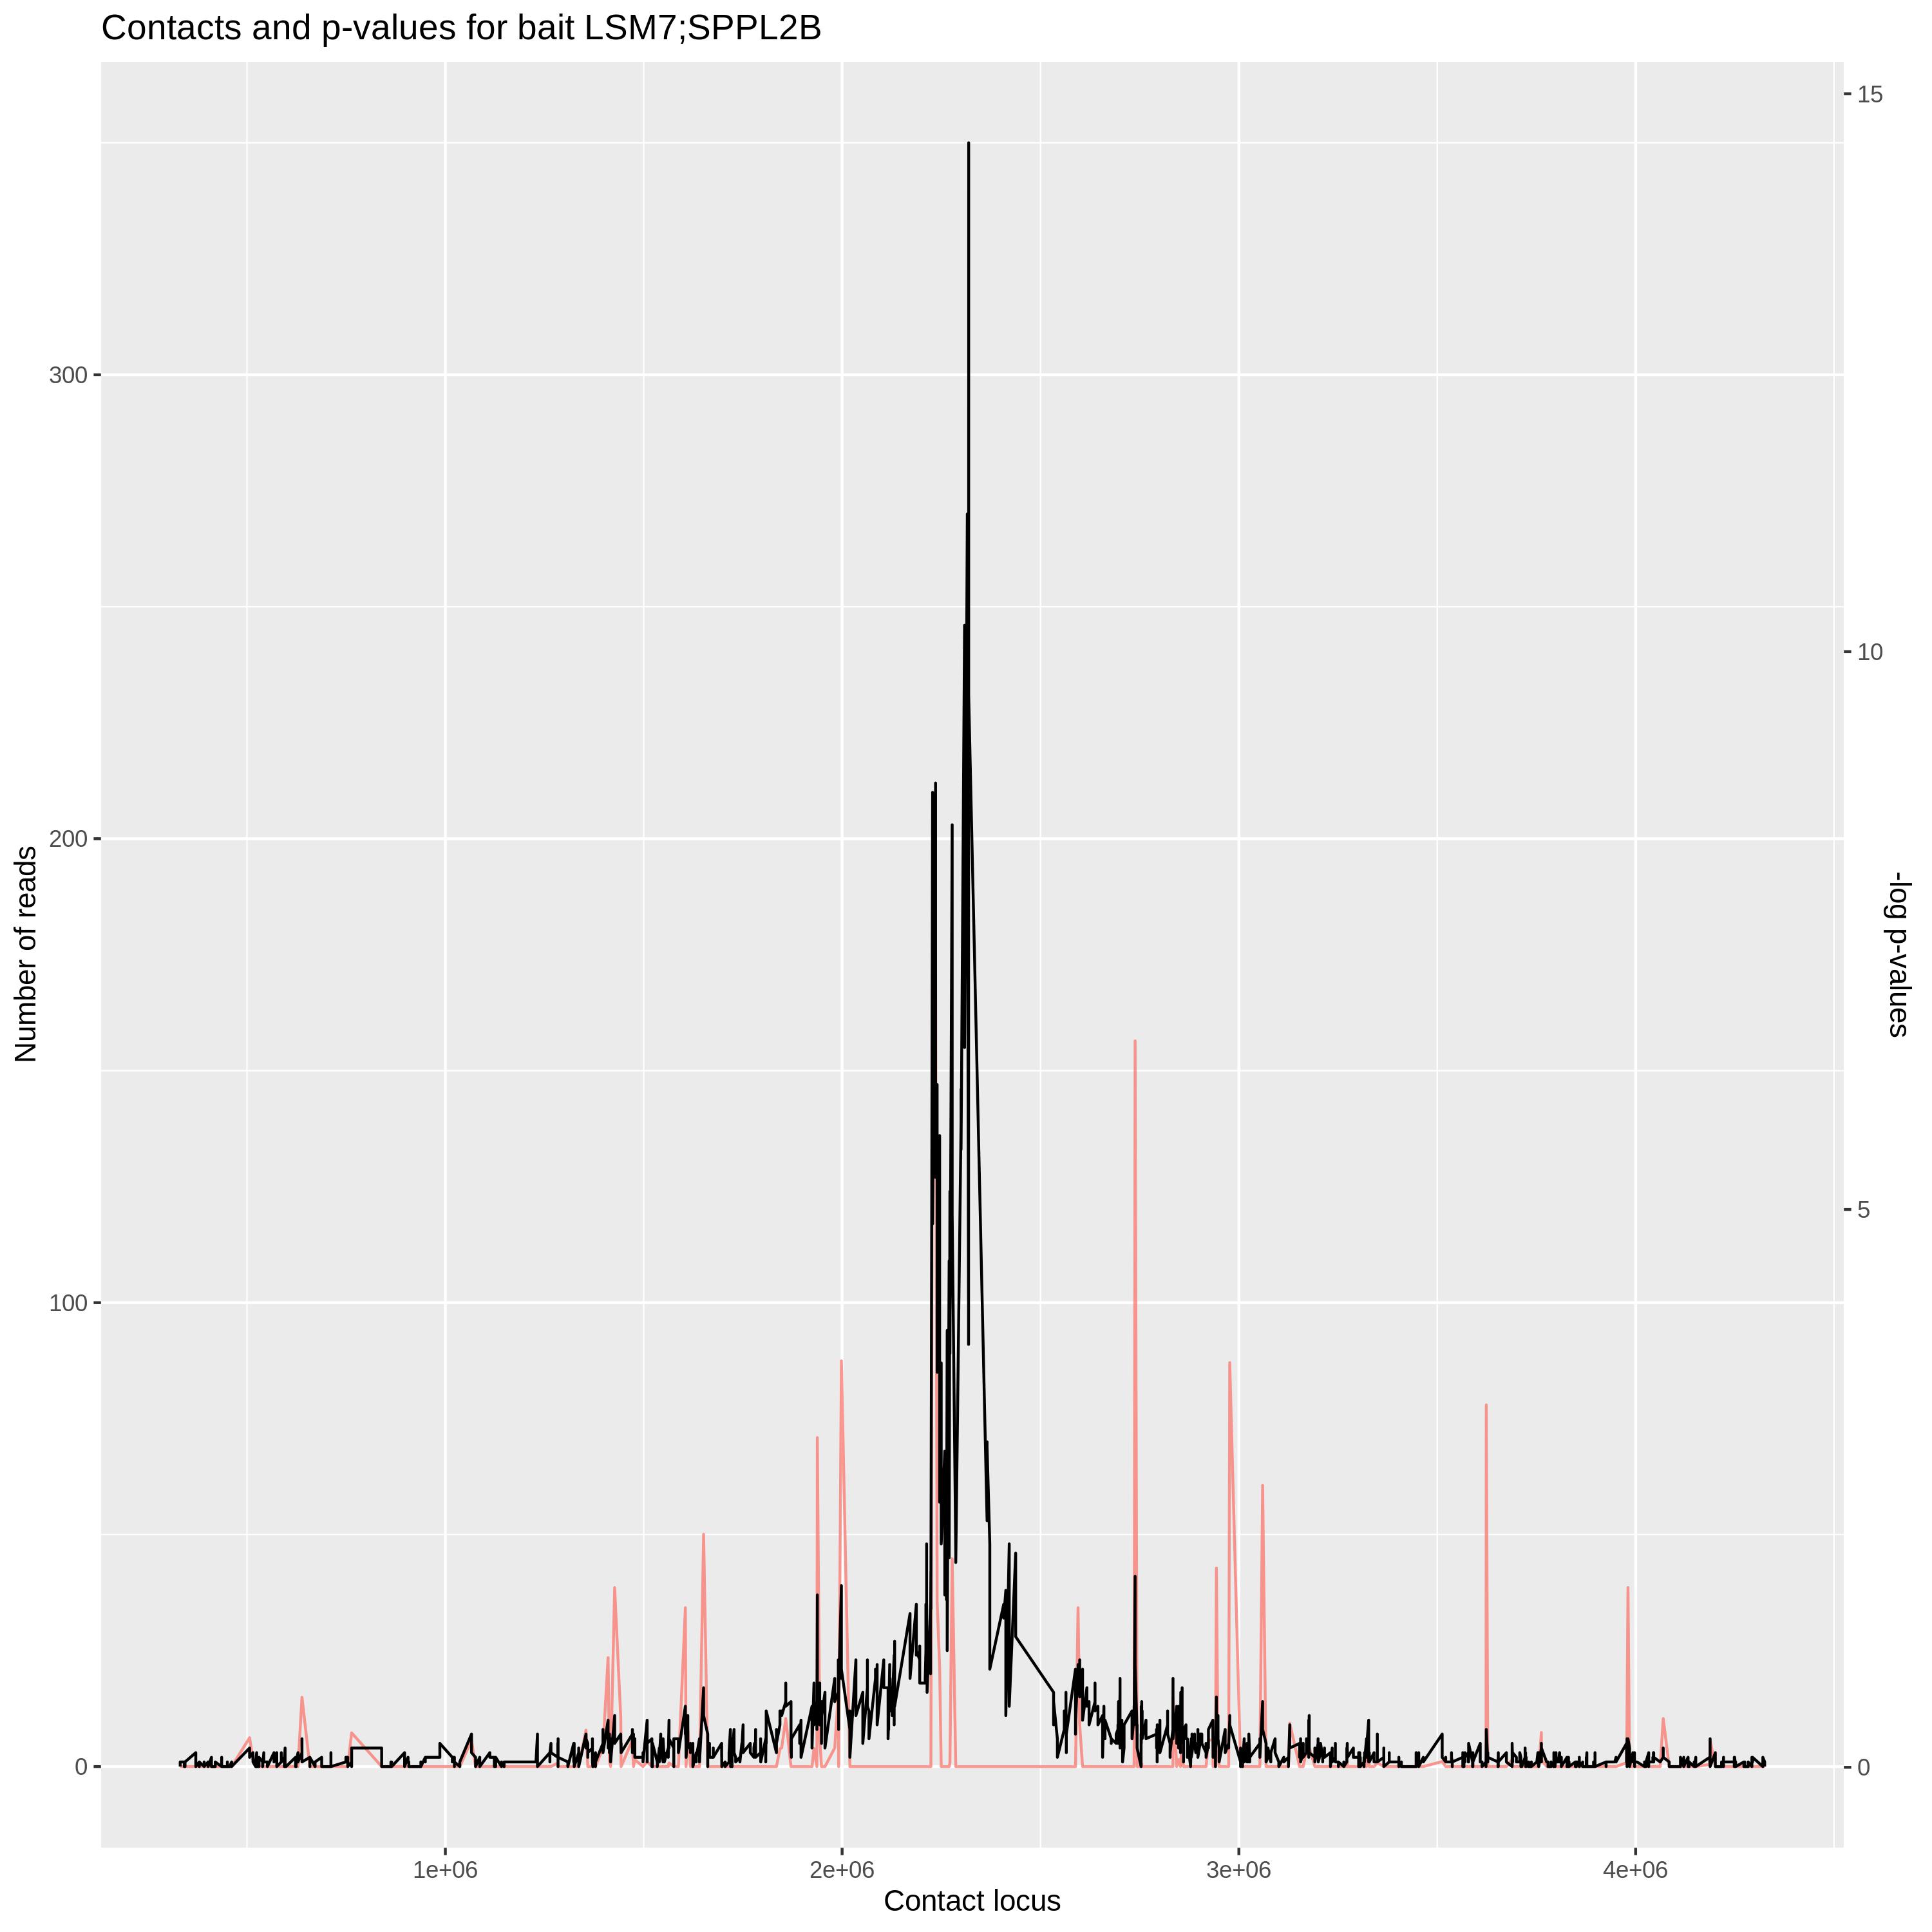 Contacts and p-values for bait LSM7;SPPL2B
15
300
10
200
Number of reads
-log p-values
5
100
0
0
1e+06
2e+06
3e+06
4e+06
Contact locus